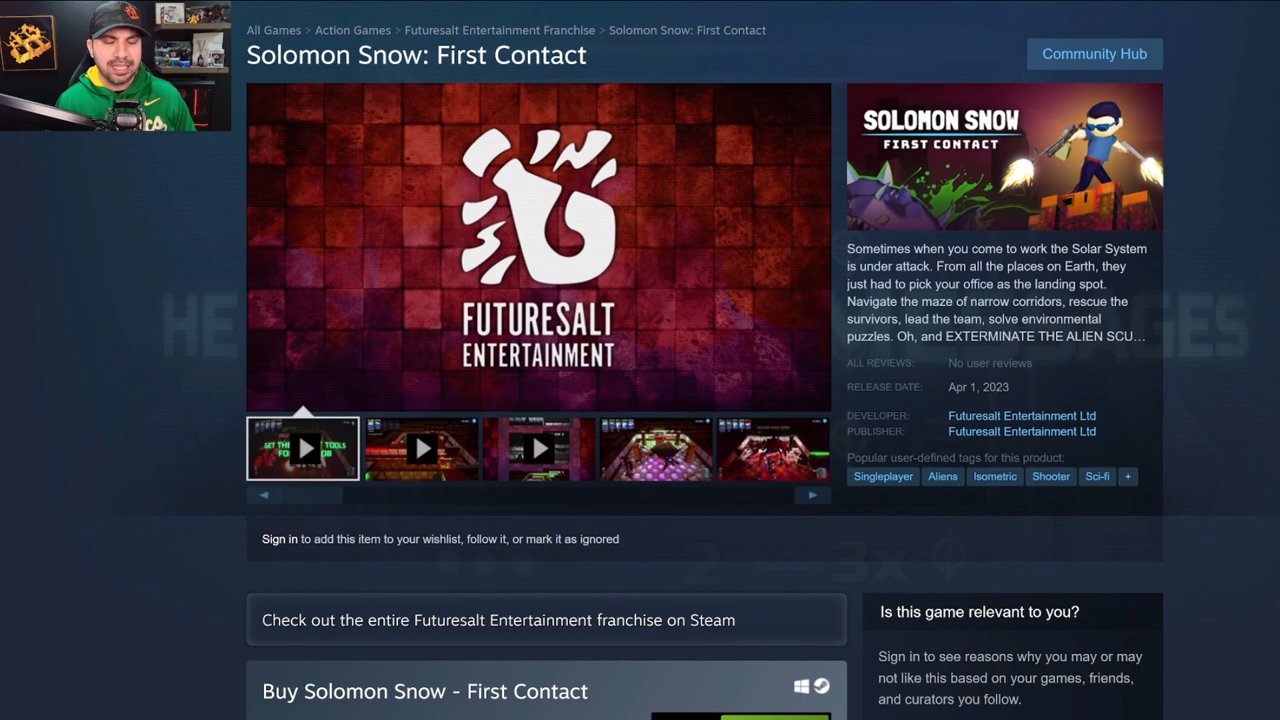 All Games > Action Games > Futuresalt Entertainment Franchise > Solomon Snow: First Contact
Solomon Snow: First Contact
Community Hub
FUTURESALT
ENTERTAINMENT
SOLOMON SNOW
FIRST CONTACT
Sometimes when you come to work the Solar System
is under attack. From all the places on Earth, they
just had to pick your office as the landing spot.
Navigate the maze of narrow corridors, rescue the
survivors, lead the team, solve environmental
puzzles. Oh, and EXTERMINATE THE ALIEN SCU…
ALL REVIEWS: No user reviews
RELEASE DATE: Apr 1, 2023
DEVELOPER: Futuresalt Entertainment Ltd
PUBLISHER: Futuresalt Entertainment Ltd
Popular user-defined tags for this product:
Singleplayer Aliens Isometric Shooter Sci-fi +
Sign in to add this item to your wishlist, follow it, or mark it as ignored
Check out the entire Futuresalt Entertainment franchise on Steam
Is this game relevant to you?
Sign in to see reasons why you may or may
not like this based on your games, friends,
and curators you follow.
Buy Solomon Snow - First Contact